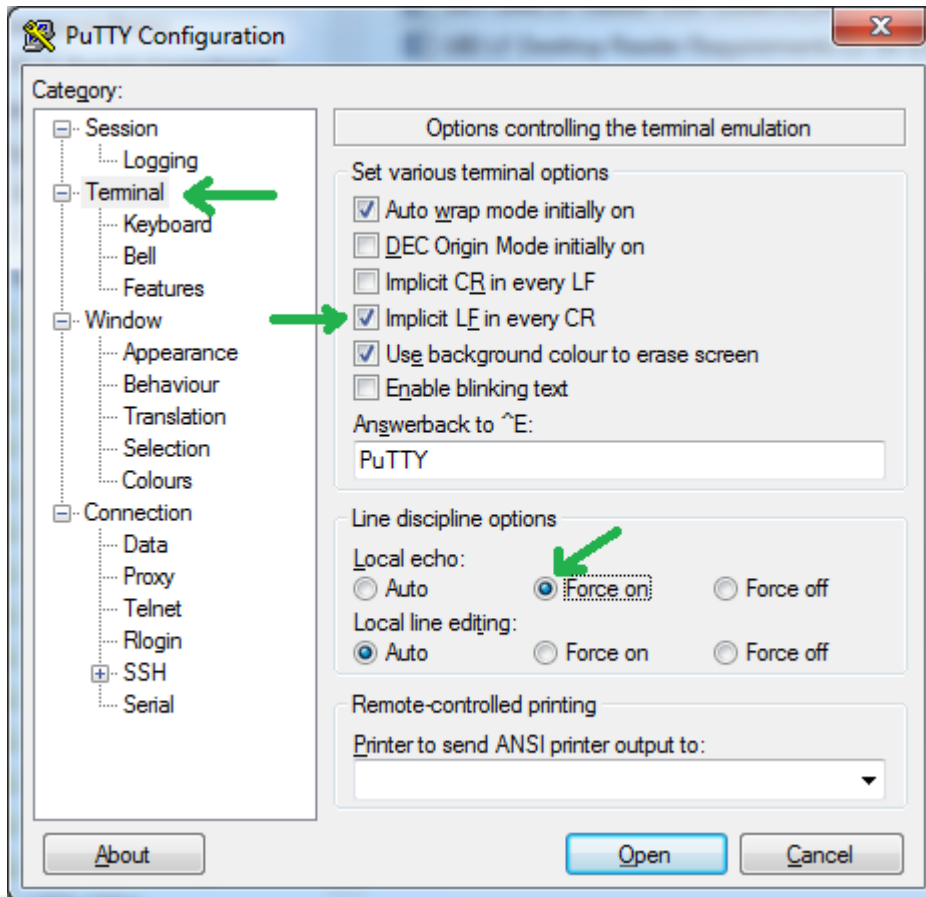 PuTTY Configuration
Category:
Session
Logging
Terminal
Keyboard
Bell
Features
Window
Appearance
Behaviour
Translation
Selection
Colours
Connection
Data
Proxy
Telnet
Rlogin
SSH
Serial
Options controlling the terminal emulation
Set various terminal options
Auto wrap mode initially on
DEC Origin Mode initially on
Implicit CR in every LF
Implicit LF in every CR
Use background colour to erase screen
Enable blinking text
Answerback to ^E:
PuTTY
Line discipline options
Local echo:
Auto Force on Force off
Local line editing:
Auto Force on Force off
Remote-controlled printing
Printer to send ANSI printer output to:
About Open Cancel